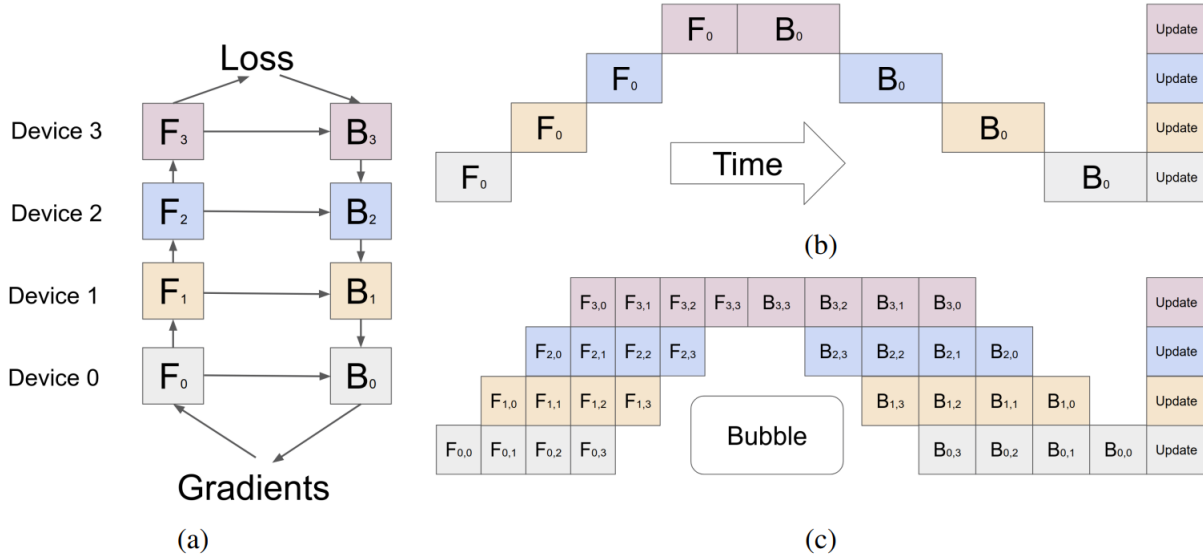 Loss
Device 3 F3 B3
Device 2 F2 B2
Device 1 F1 B1
Device 0 F0 B0
Gradients
(a)
F0 B0 Update
F0 B0 Update
F0 B0 Update
Time
F0 B0 Update
(b)
F3,0 F3,1 F3,2 F3,3 B3,3 B3,2 B3,1 B3,0 Update
F2,0 F2,1 F2,2 F2,3 B2,3 B2,2 B2,1 B2,0 Update
F1,0 F1,1 F1,2 F1,3 B1,3 B1,2 B1,1 B1,0 Update
Bubble
F0,0 F0,1 F0,2 F0,3 B0,3 B0,2 B0,1 B0,0 Update
(c)